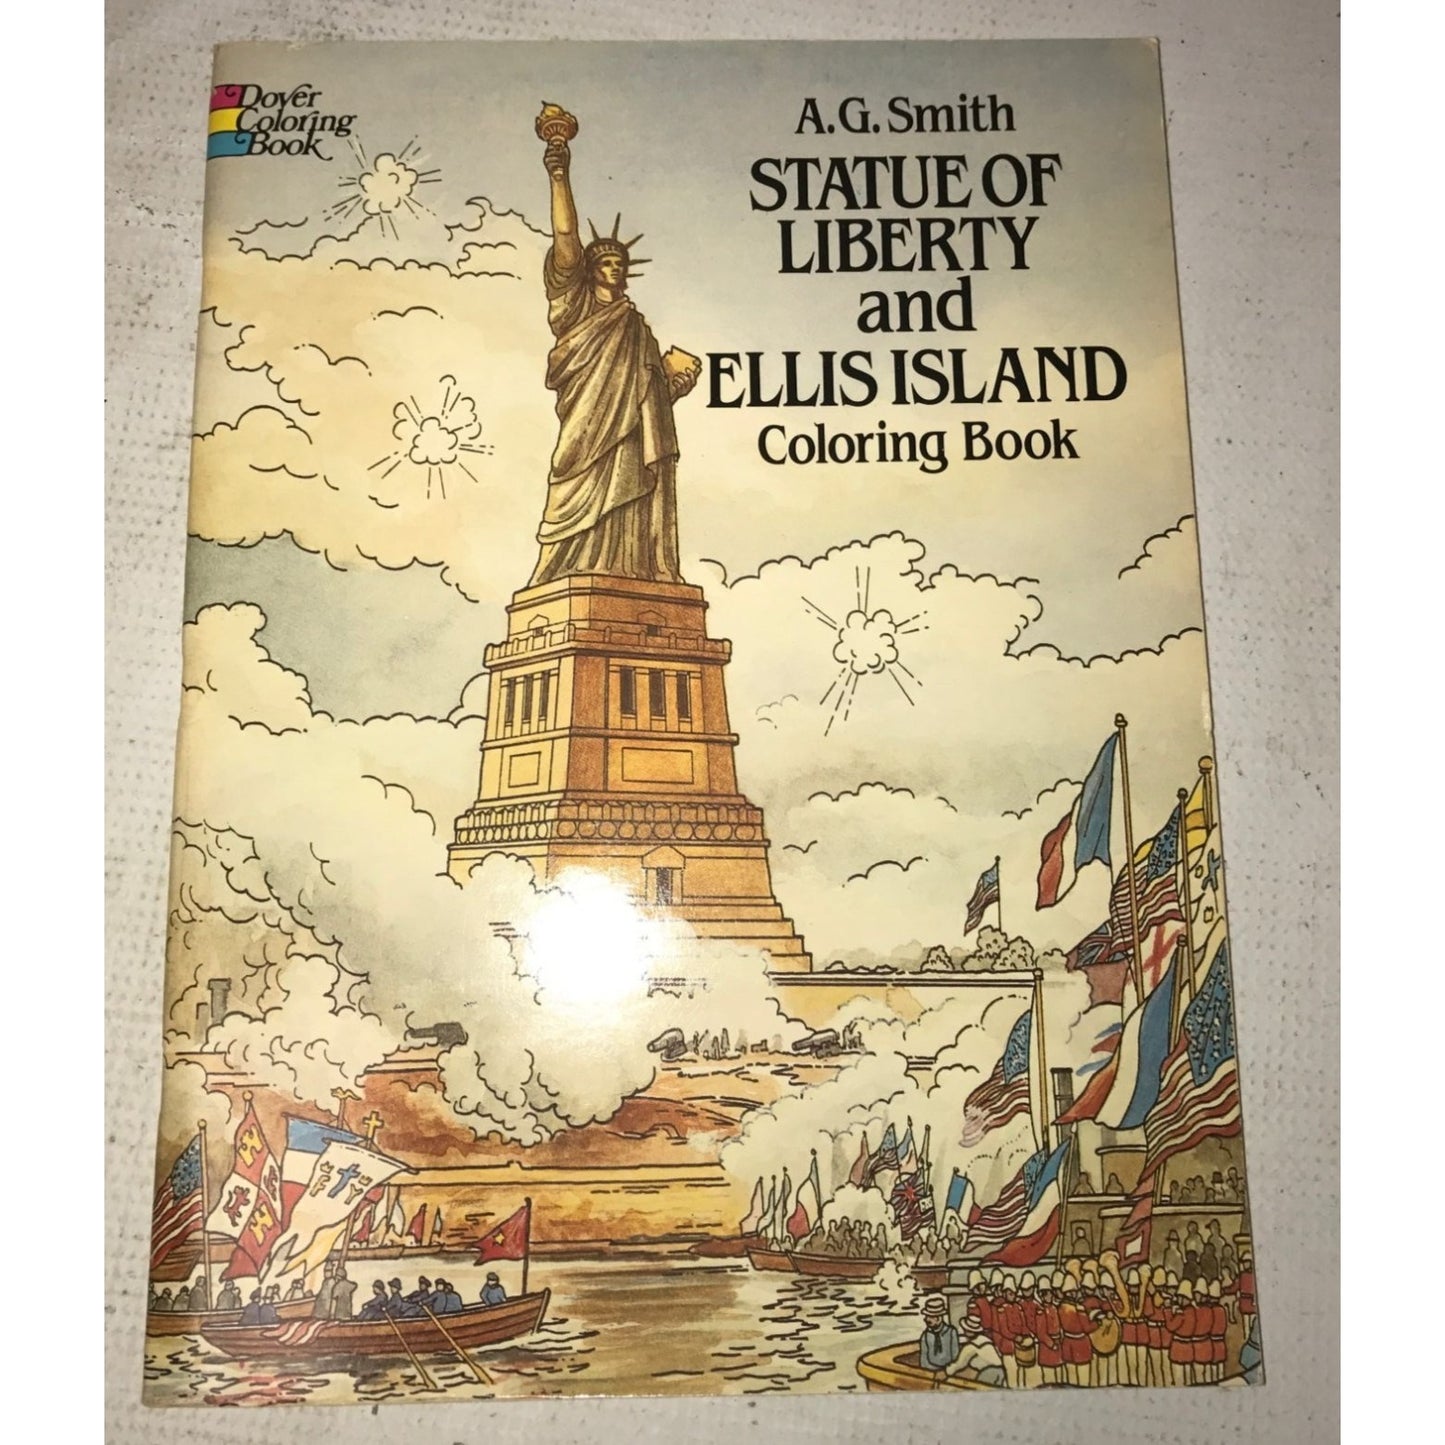 Dover
Coloring
Book
A.G. Smith
STATUE OF
LIBERTY
and
ELLIS ISLAND
Coloring Book